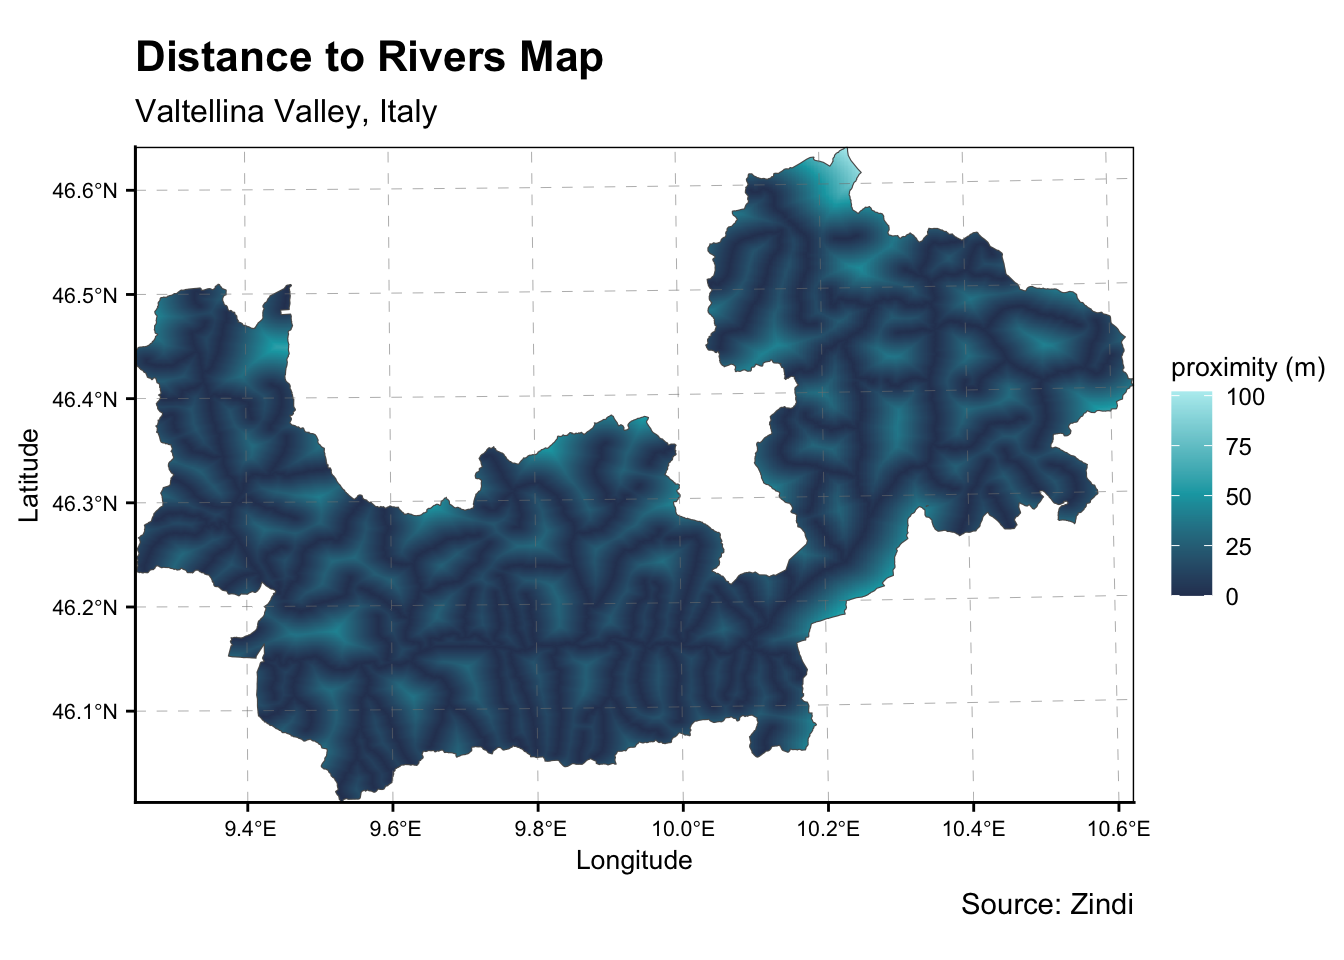 Distance to Rivers Map
Valtellina Valley, Italy
46.6°N
46.5°N
46.4°N
46.3°N
46.2°N
46.1°N
Latitude
9.4°E
9.6°E
9.8°E
10.0°E
10.2°E
10.4°E
10.6°E
Longitude
proximity (m)
100
75
50
25
0
Source: Zindi